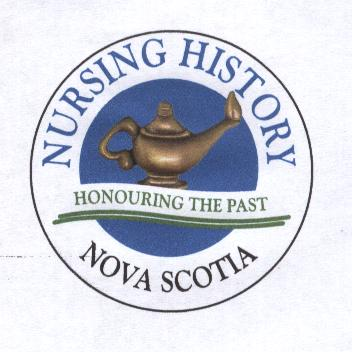 NURSING HISTORY
HONOURING THE PAST
NOVA SCOTIA